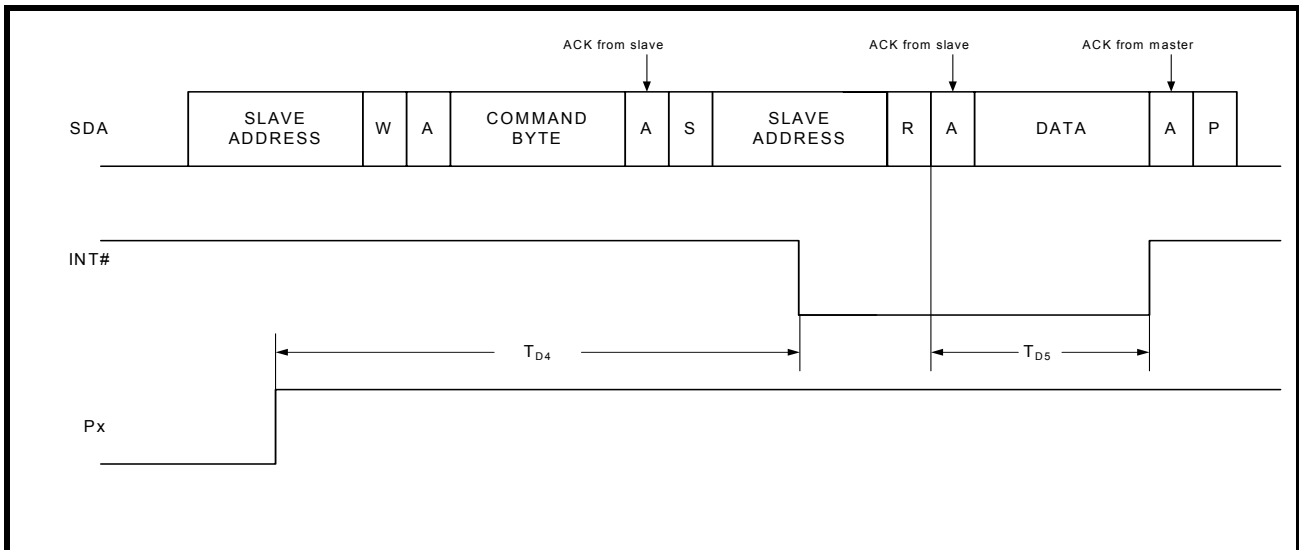 ACK from slave ACK from slave ACK from master
SDA SLAVE ADDRESS W A COMMAND BYTE A S SLAVE ADDRESS R A DATA A P
INT#
TD4 TD5
Px